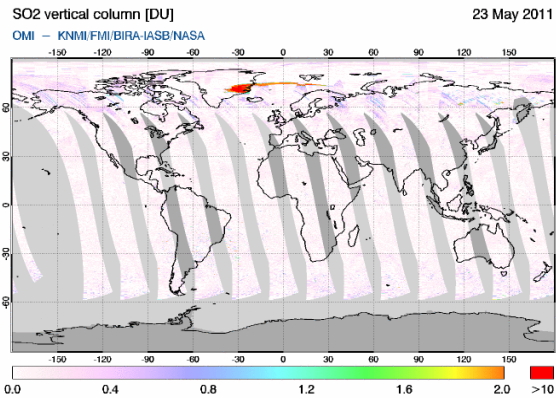 SO2 vertical column [DU] 23 May 2011
OMI – KNMI/FMI/BIRA-IASB/NASA
-150 -120 -90 -60 -30 0 30 60 90 120 150
60
30
0
-30
-60
-150 -120 -90 -60 -30 0 30 60 90 120 150
0.0 0.4 0.8 1.2 1.6 2.0 >10